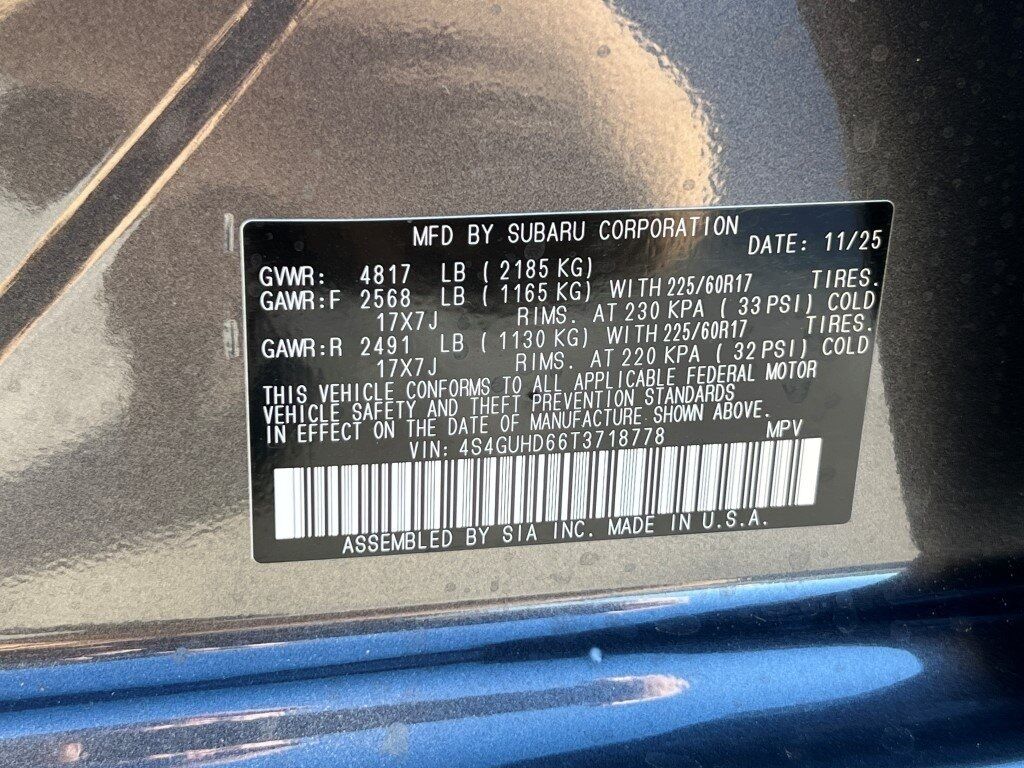 MFD BY SUBARU CORPORATION DATE: 11/25
GVWR: 4817 LB ( 2185 KG)
GAWR:F 2568 LB ( 1165 KG) WITH 225/60R17 TIRES.
17X7J RIMS. AT 230 KPA ( 33 PSI) COLD
GAWR:R 2491 LB ( 1130 KG) WITH 225/60R17 TIRES.
17X7J RIMS. AT 220 KPA ( 32 PSI) COLD
THIS VEHICLE CONFORMS TO ALL APPLICABLE FEDERAL MOTOR
VEHICLE SAFETY AND THEFT PREVENTION STANDARDS
IN EFFECT ON THE DATE OF MANUFACTURE SHOWN ABOVE.
VIN: 4S4GUHD66T3718778 MPV
ASSEMBLED BY SIA INC. MADE IN U.S.A.